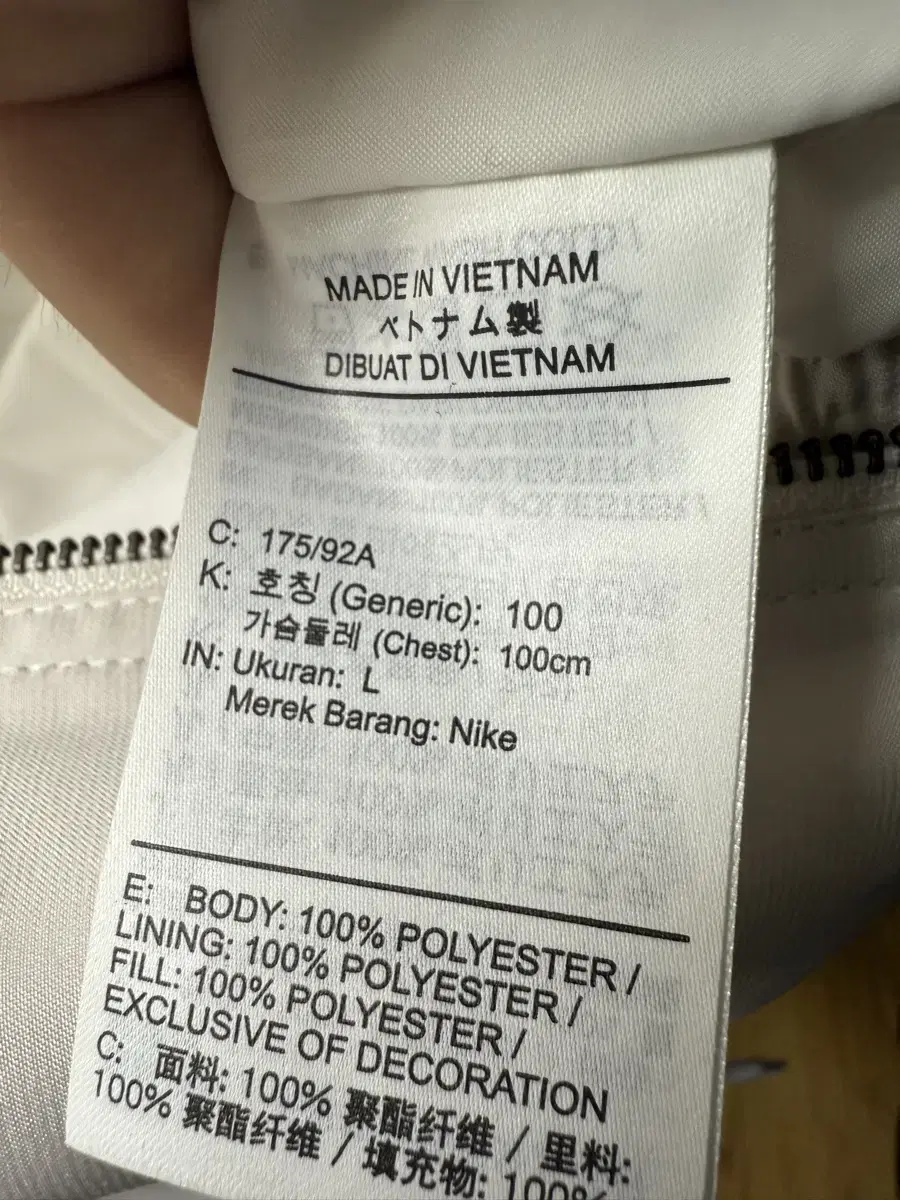 MADE IN VIETNAM
ベトナム製
DIBUAT DI VIETNAM
C: 175/92A
K: 호칭 (Generic): 100
가슴둘레 (Chest): 100cm
IN: Ukuran: L
Merek Barang: Nike
E: BODY: 100% POLYESTER /
LINING: 100% POLYESTER /
FILL: 100% POLYESTER /
EXCLUSIVE OF DECORATION
C: 面料: 100% 聚酯纤维 / 里料:
100% 聚酯纤维 / 填充物: 100%